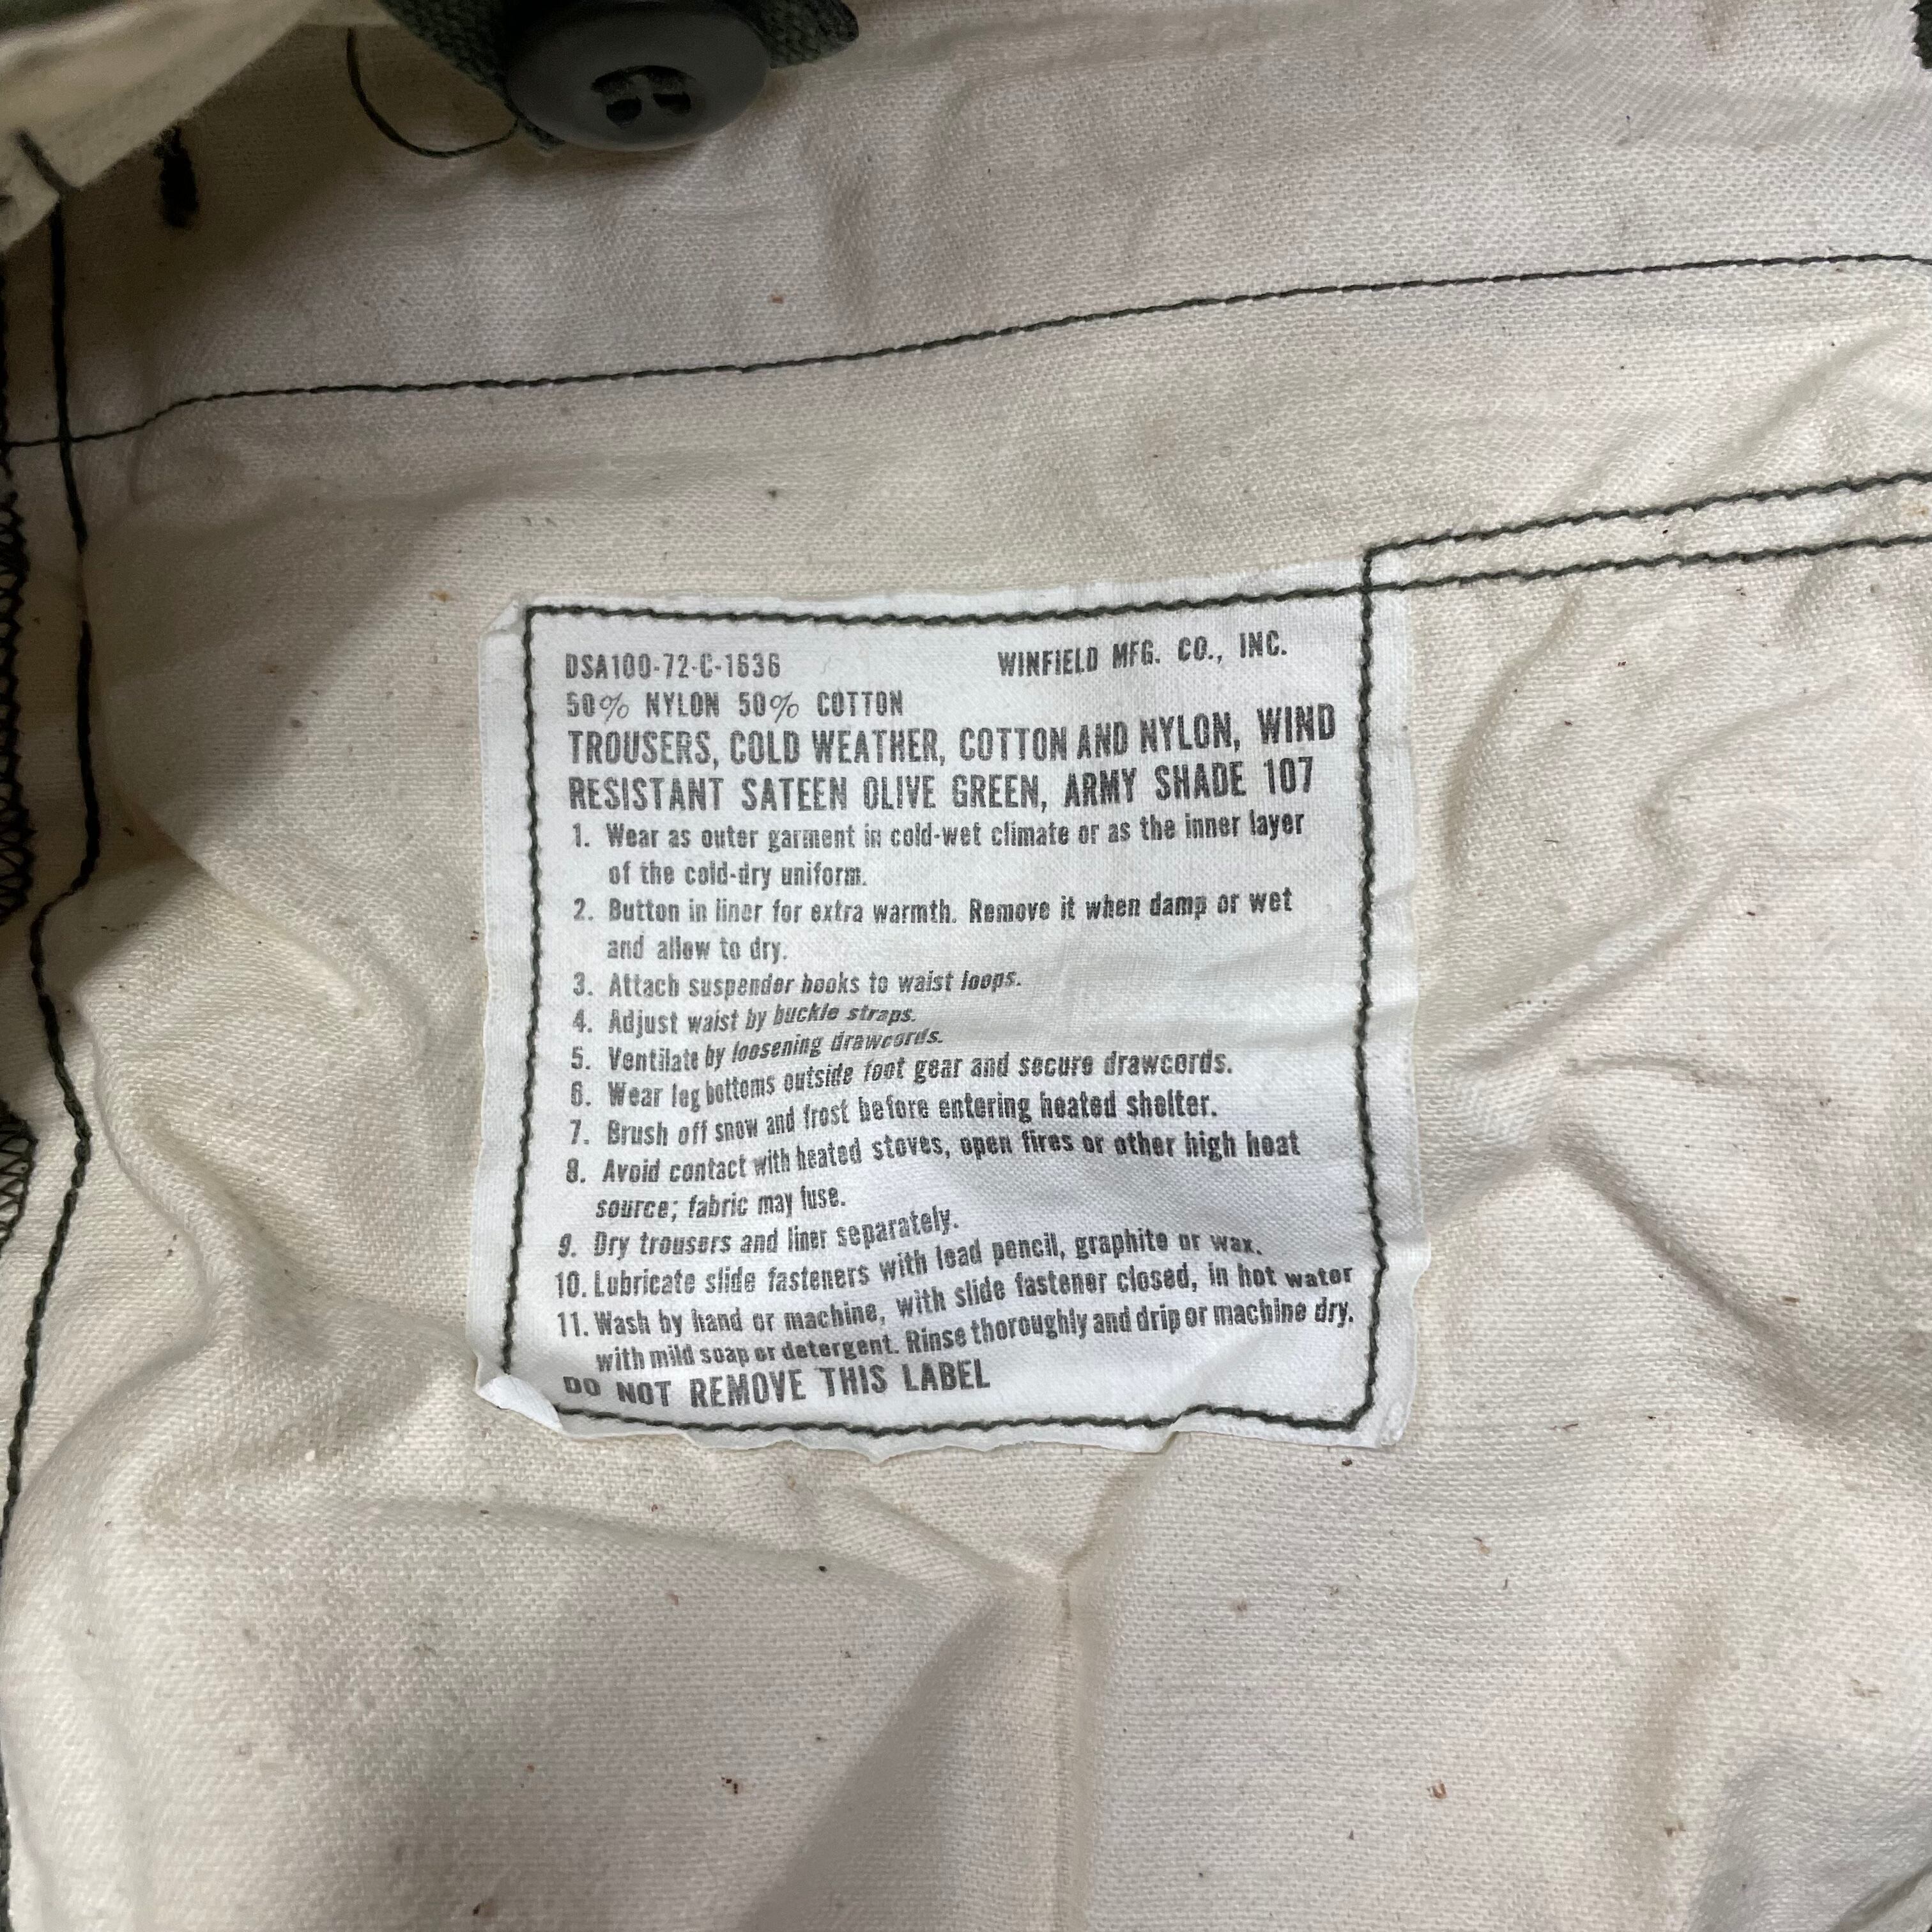 DSA100-72-C-1636 WINFIELD MFG. CO., INC.
50% NYLON 50% COTTON
TROUSERS, COLD WEATHER, COTTON AND NYLON, WIND
RESISTANT SATEEN OLIVE GREEN, ARMY SHADE 107
1. Wear as outer garment in cold-wet climate or as the inner layer
of the cold-dry uniform.
2. Button in liner for extra warmth. Remove it when damp or wet
and allow to dry.
3. Attach suspender hooks to waist loops.
4. Adjust waist by buckle straps.
5. Ventilate by loosening drawcords.
6. Wear leg bottoms outside foot gear and secure drawcords.
7. Brush off snow and frost before entering heated shelter.
8. Avoid contact with heated stoves, open fires or other high heat
source; fabric may fuse.
9. Dry trousers and liner separately.
10. Lubricate slide fasteners with lead pencil, graphite or wax.
11. Wash by hand or machine, with slide fastener closed, in hot water
with mild soap or detergent. Rinse thoroughly and drip or machine dry.
DO NOT REMOVE THIS LABEL